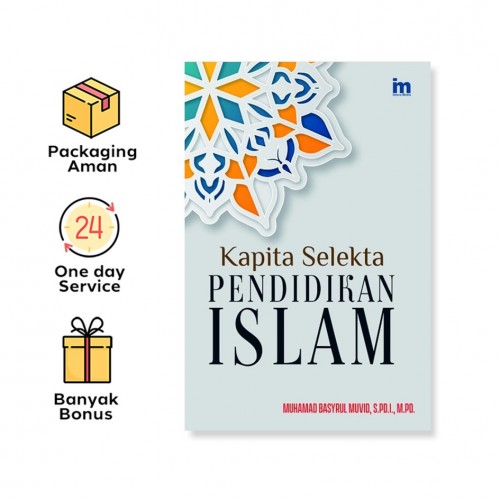 Packaging
Aman
24
One day
Service
Banyak
Bonus
im
Kapita Selekta
PENDIDIKAN
ISLAM
MUHAMAD BASYRUL MUVID, S.PD.I., M.PD.